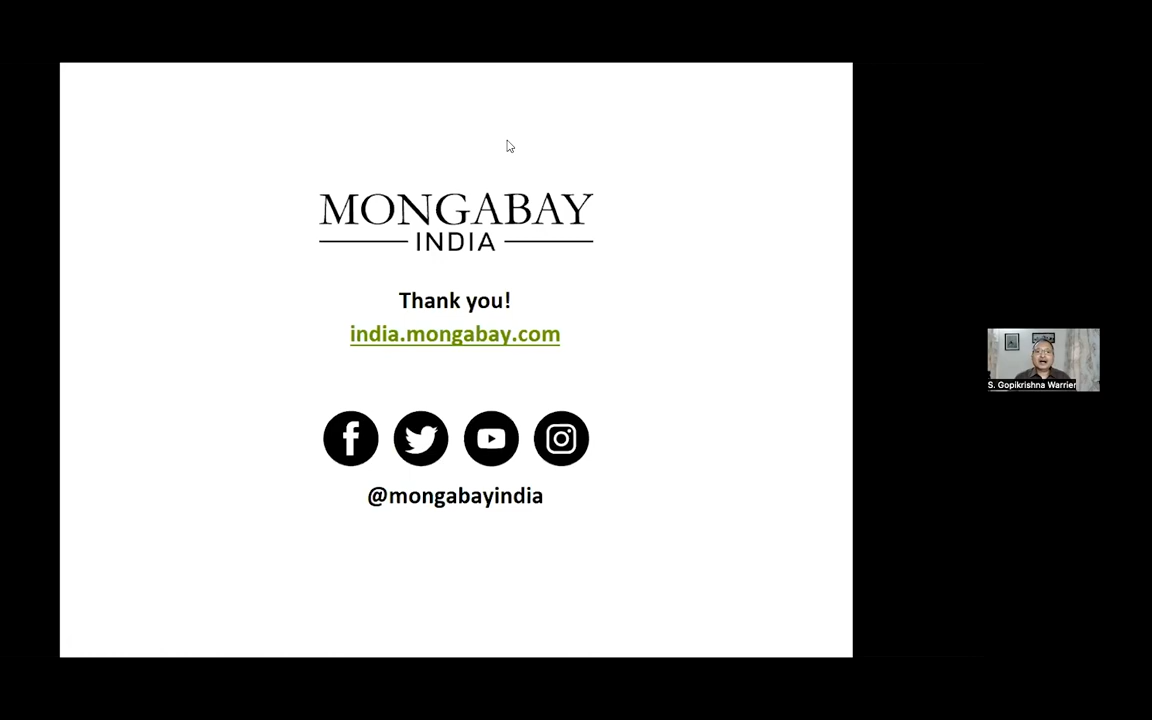 MONGABAY
INDIA
Thank you!
india.mongabay.com
@mongabayindia
S. Gopikrishna Warrier